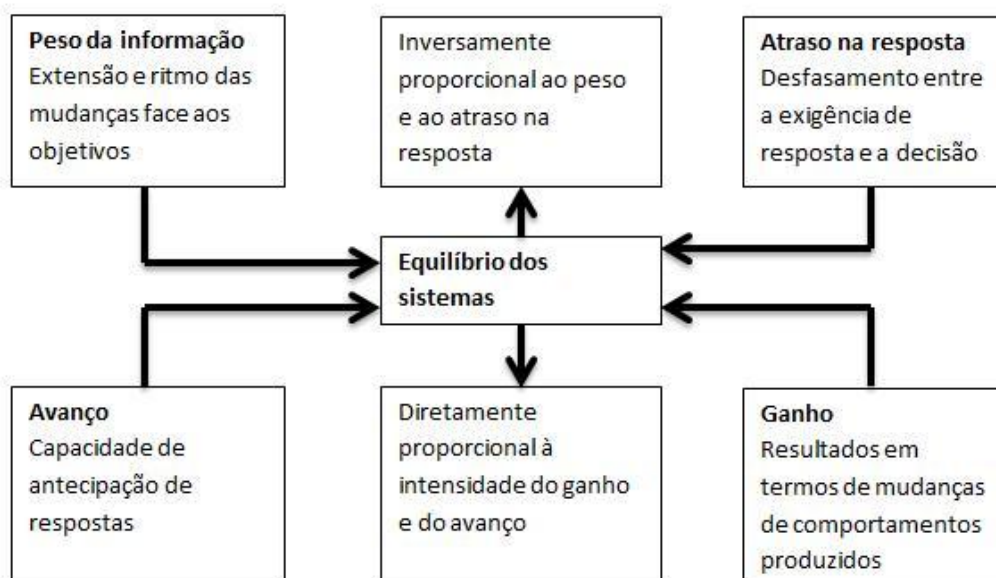 Peso da informação
Extensão e ritmo das
mudanças face aos
objetivos
Inversamente
proporcional ao peso
e ao atraso na
resposta
Atraso na resposta
Desfasamento entre
a exigência de
resposta e a decisão
Equilíbrio dos
sistemas
Avanço
Capacidade de
antecipação de
respostas
Diretamente
proporcional à
intensidade do ganho
e do avanço
Ganho
Resultados em
termos de mudanças
de comportamentos
produzidos